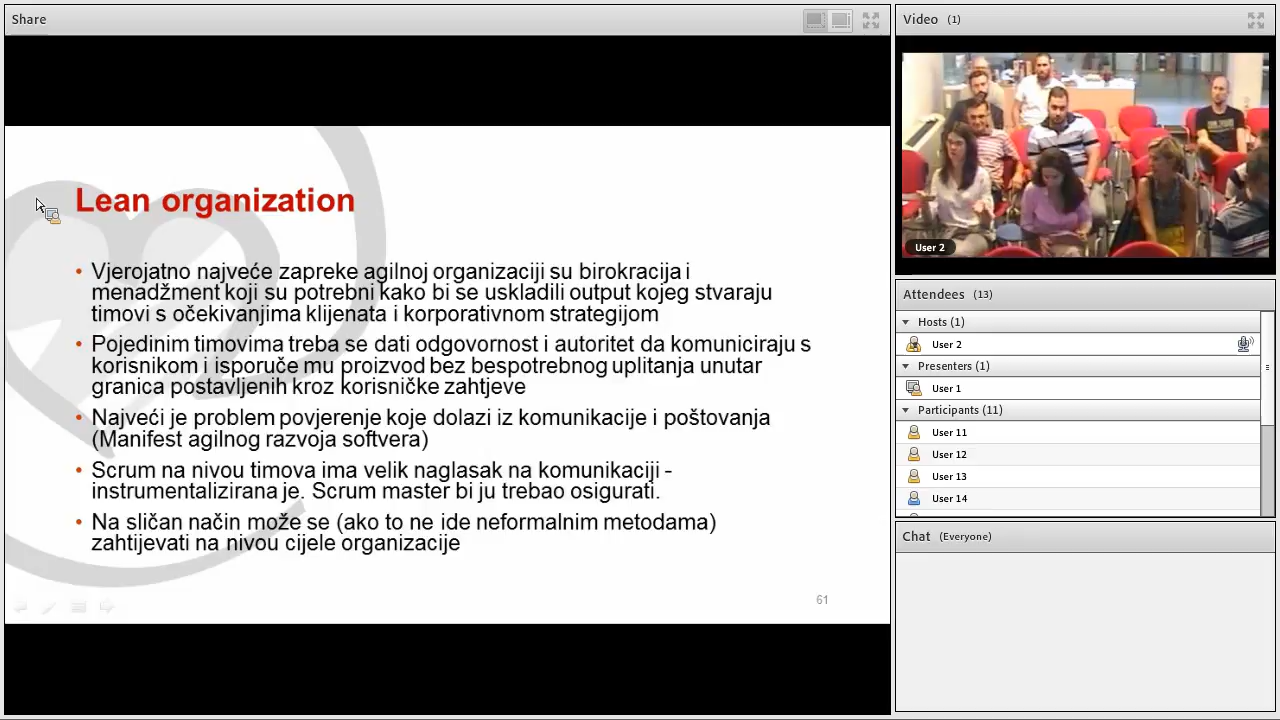 Share
Lean organization
• Vjerojatno najveće zapreke agilnoj organizaciji su birokracija i
menadžment koji su potrebni kako bi se uskladili output kojeg stvaraju
timovi s očekivanjima klijenata i korporativnom strategijom
• Pojedinim timovima treba se dati odgovornost i autoritet da komuniciraju s
korisnikom i isporuče mu proizvod bez bespotrebnog uplitanja unutar
granica postavljenih kroz korisničke zahtjeve
• Najveći je problem povjerenje koje dolazi iz komunikacije i poštovanja
(Manifest agilnog razvoja softvera)
• Scrum na nivou timova ima velik naglasak na komunikaciji -
instrumentalizirana je. Scrum master bi ju trebao osigurati.
• Na sličan način može se (ako to ne ide neformalnim metodama)
zahtijevati na nivou cijele organizacije
61
Video (1)
User 2
Attendees (13)
Hosts (1)
User 2
Presenters (1)
User 1
Participants (11)
User 11
User 12
User 13
User 14
Chat (Everyone)